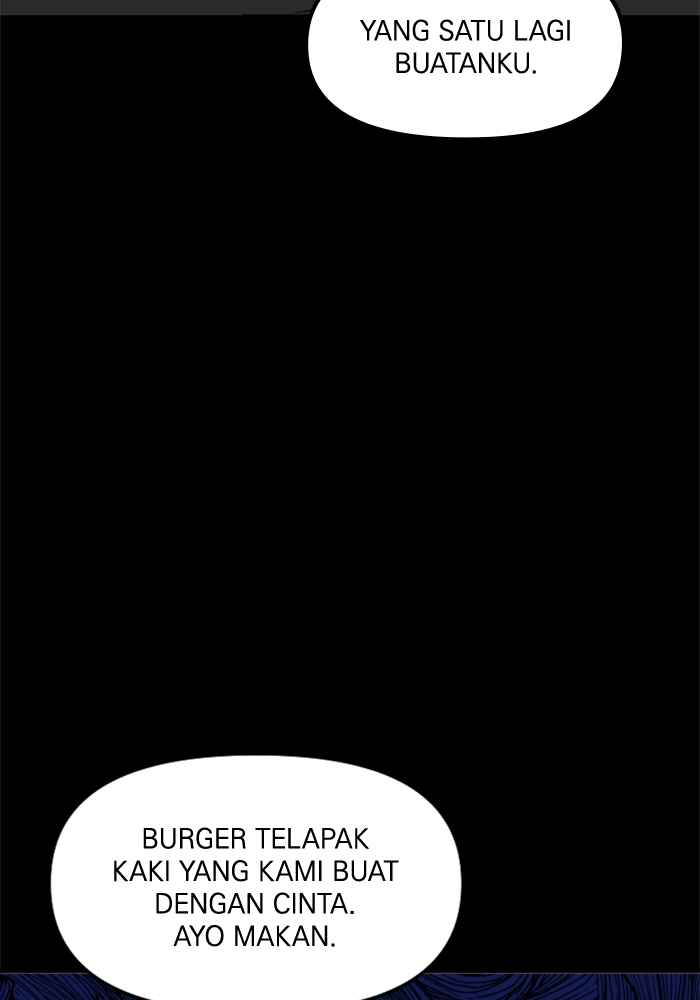 YANG SATU LAGI
BUATANKU.
BURGER TELAPAK
KAKI YANG KAMI BUAT
DENGAN CINTA.
AYO MAKAN.